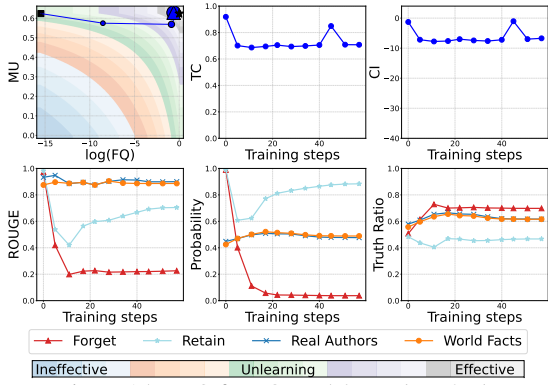 MU
0.6
0.5
0.4
0.3
0.2
0.1
0.0
−15 −10 −5 0
log(FQ)
TC
1.0
0.8
0.6
0.4
0.2
0.0
0 20 40
Training steps
CI
0
−10
−20
−30
−40
0 20 40
Training steps
ROUGE
1.0
0.8
0.6
0.4
0.2
0.0
0 20 40
Training steps
Probability
1.0
0.8
0.6
0.4
0.2
0.0
0 20 40
Training steps
Truth Ratio
1.0
0.8
0.6
0.4
0.2
0.0
0 20 40
Training steps
Forget Retain Real Authors World Facts
Ineffective Unlearning Effective